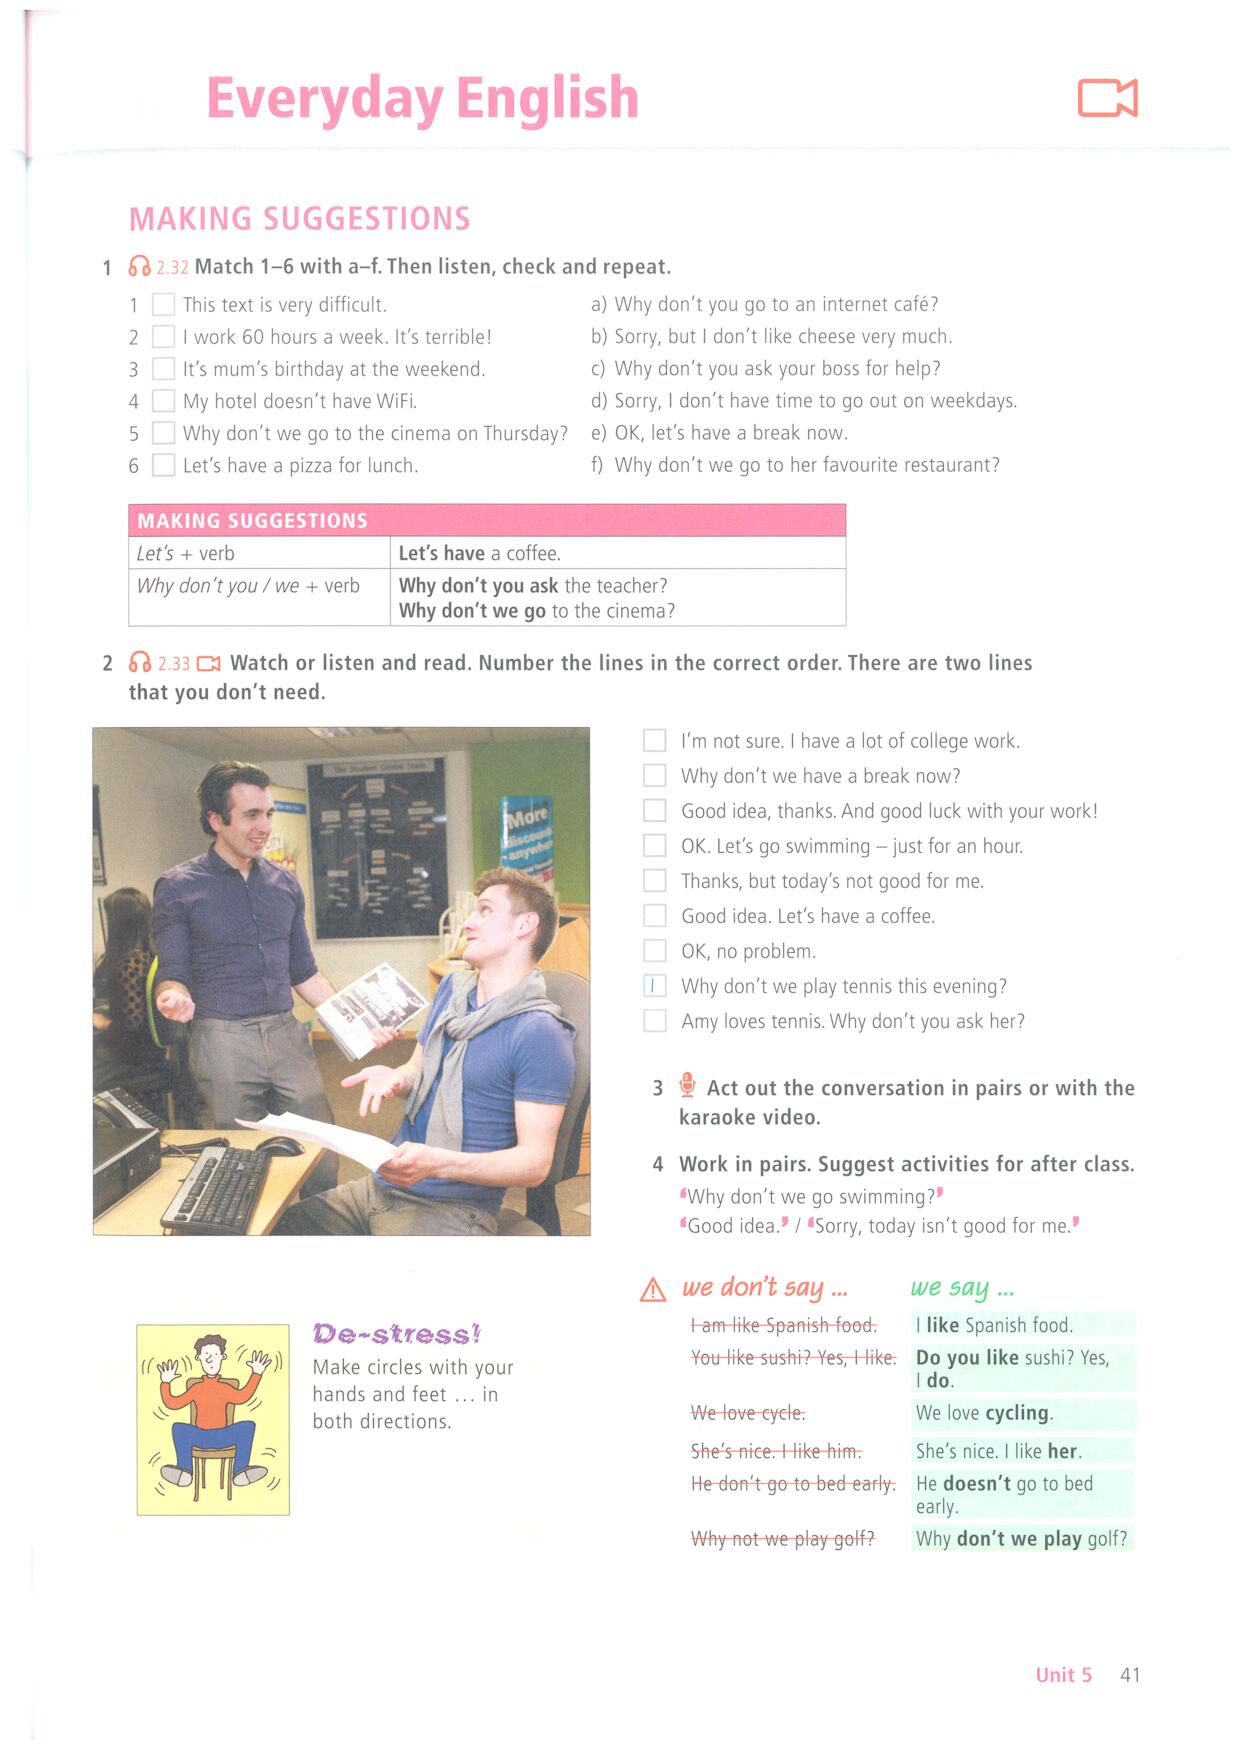 Everyday English
MAKING SUGGESTIONS
1 2.32 Match 1–6 with a–f. Then listen, check and repeat.
1 This text is very difficult.
2 I work 60 hours a week. It's terrible!
3 It's mum's birthday at the weekend.
4 My hotel doesn't have WiFi.
5 Why don't we go to the cinema on Thursday?
6 Let's have a pizza for lunch.
a) Why don't you go to an internet café?
b) Sorry, but I don't like cheese very much.
c) Why don't you ask your boss for help?
d) Sorry, I don't have time to go out on weekdays.
e) OK, let's have a break now.
f) Why don't we go to her favourite restaurant?
MAKING SUGGESTIONS
Let's + verb
Let's have a coffee.
Why don't you / we + verb
Why don't you ask the teacher?
Why don't we go to the cinema?
2 2.33 Watch or listen and read. Number the lines in the correct order. There are two lines
that you don't need.
The Student Centre Team
More
discount
anywhere
I'm not sure. I have a lot of college work.
Why don't we have a break now?
Good idea, thanks. And good luck with your work!
OK. Let's go swimming – just for an hour.
Thanks, but today's not good for me.
Good idea. Let's have a coffee.
OK, no problem.
1 Why don't we play tennis this evening?
Amy loves tennis. Why don't you ask her?
3 Act out the conversation in pairs or with the
karaoke video.
4 Work in pairs. Suggest activities for after class.
'Why don't we go swimming?'
'Good idea.' / 'Sorry, today isn't good for me.'
De-stress!
Make circles with your
hands and feet ... in
both directions.
we don't say ...
I am like Spanish food.
You like sushi? Yes, I like.
We love cycle.
She's nice. I like him.
He don't go to bed early.
Why not we play golf?
we say ...
I like Spanish food.
Do you like sushi? Yes,
I do.
We love cycling.
She's nice. I like her.
He doesn't go to bed
early.
Why don't we play golf?
Unit 5 41